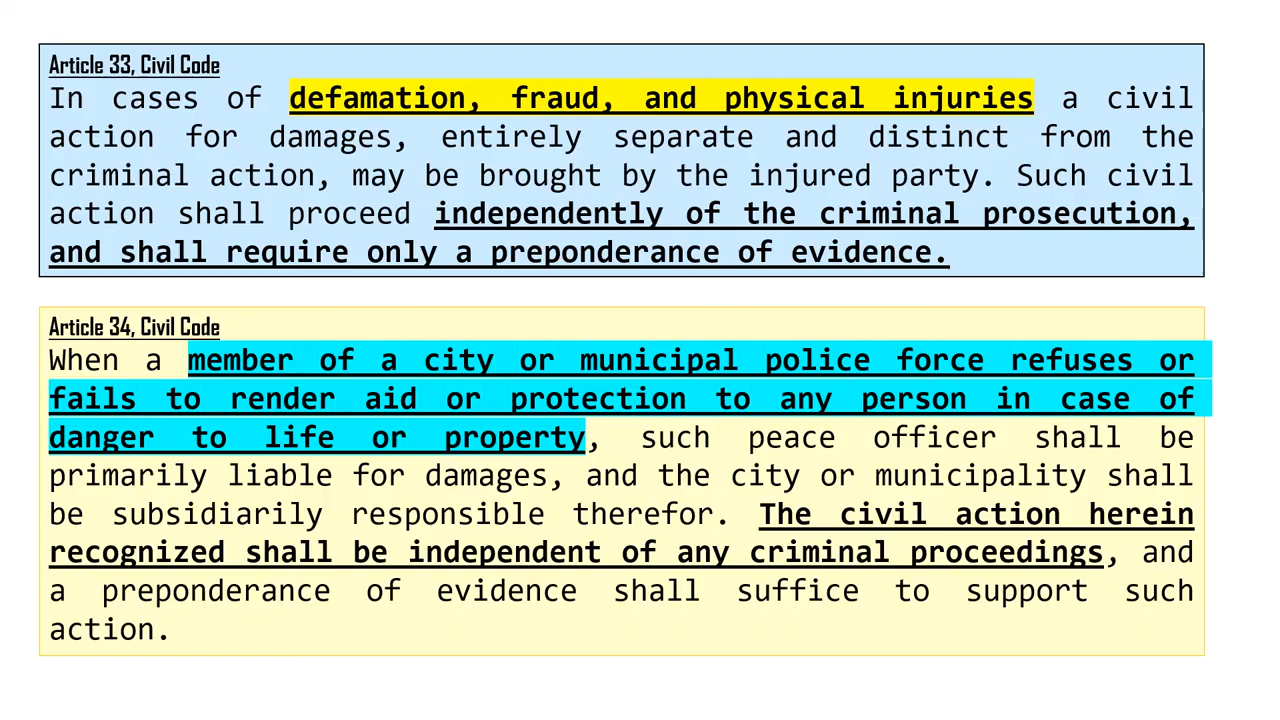 Article 33, Civil Code
In cases of defamation, fraud, and physical injuries a civil
action for damages, entirely separate and distinct from the
criminal action, may be brought by the injured party. Such civil
action shall proceed independently of the criminal prosecution,
and shall require only a preponderance of evidence.
Article 34, Civil Code
When a member of a city or municipal police force refuses or
fails to render aid or protection to any person in case of
danger to life or property, such peace officer shall be
primarily liable for damages, and the city or municipality shall
be subsidiarily responsible therefor. The civil action herein
recognized shall be independent of any criminal proceedings, and
a preponderance of evidence shall suffice to support such
action.